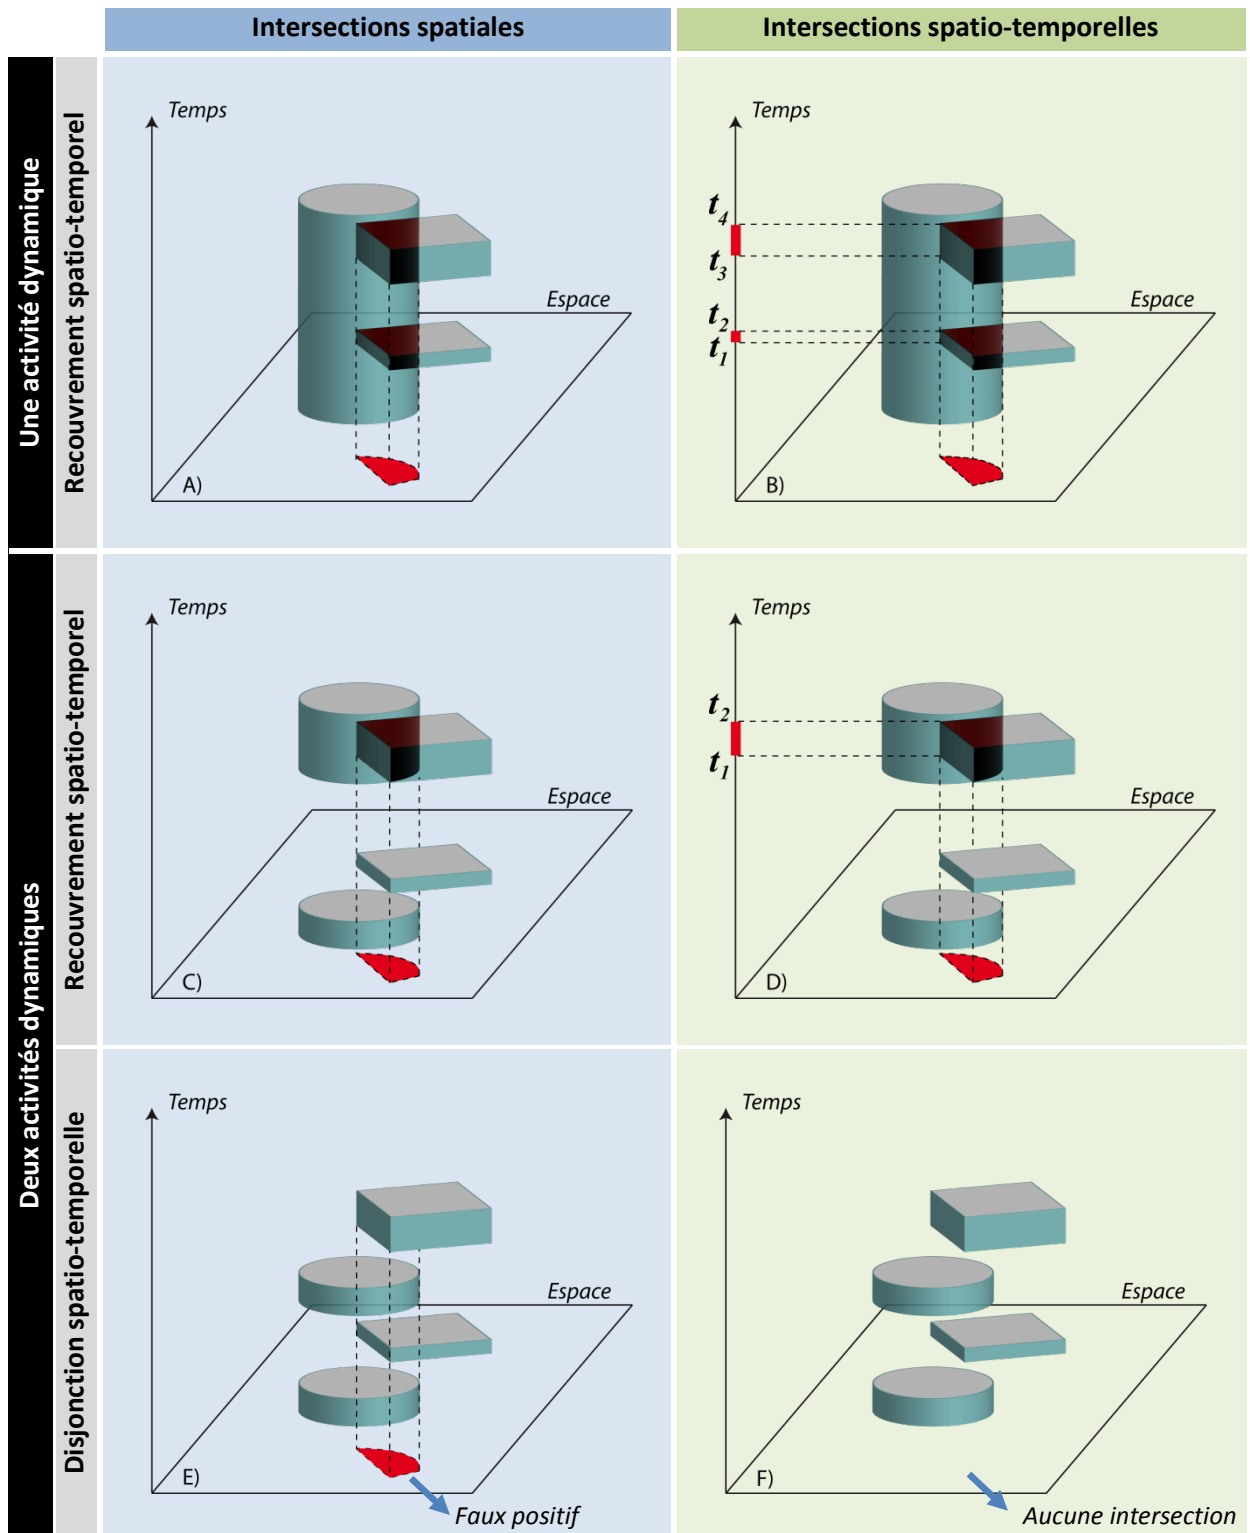 Intersections spatiales
Intersections spatio-temporelles
Une activité dynamique
Recouvrement spatio-temporel
Temps
Espace
A)
Temps
t4
t3
t2
t1
Espace
B)
Deux activités dynamiques
Recouvrement spatio-temporel
Temps
Espace
C)
Temps
t2
t1
Espace
D)
Disjonction spatio-temporelle
Temps
Espace
E)
Faux positif
Temps
Espace
F)
Aucune intersection